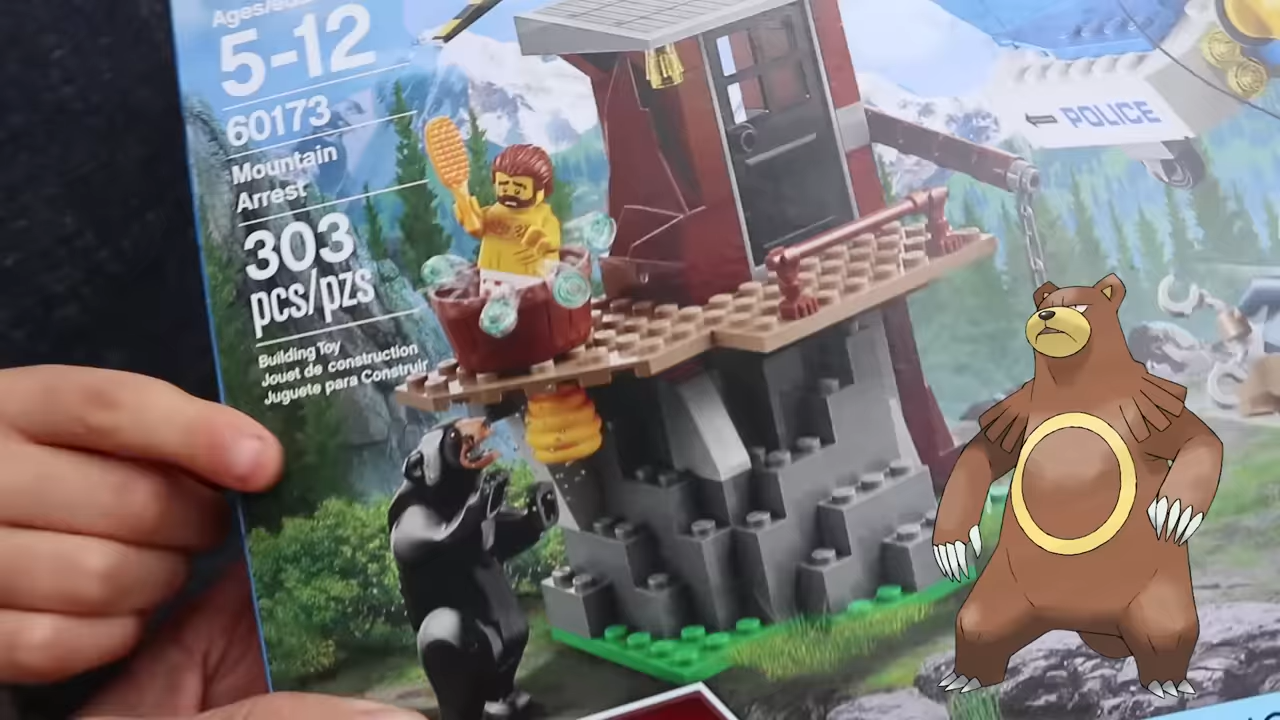 5-12
60173
Mountain
Arrest
303
pcs/pzs
Building Toy
Jouet de construction
Juguete para Construir
POLICE